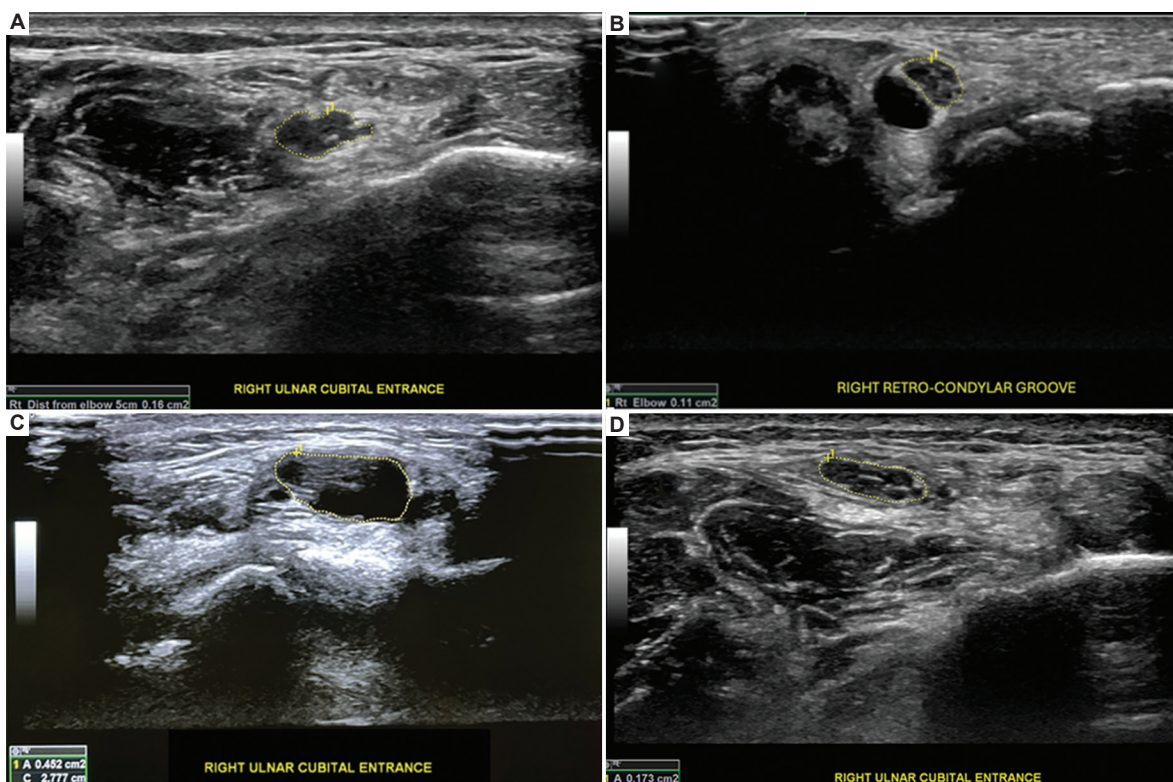 A
RIGHT ULNAR CUBITAL ENTRANCE
Rt Dist from elbow 5cm 0.16 cm2
B
RIGHT RETRO-CONDYLAR GROOVE
1 Rt Elbow 0.11 cm2
C
RIGHT ULNAR CUBITAL ENTRANCE
1 A 0.452 cm2
C 2.777 cm
D
RIGHT ULNAR CUBITAL ENTRANCE
1 A 0.173 cm2